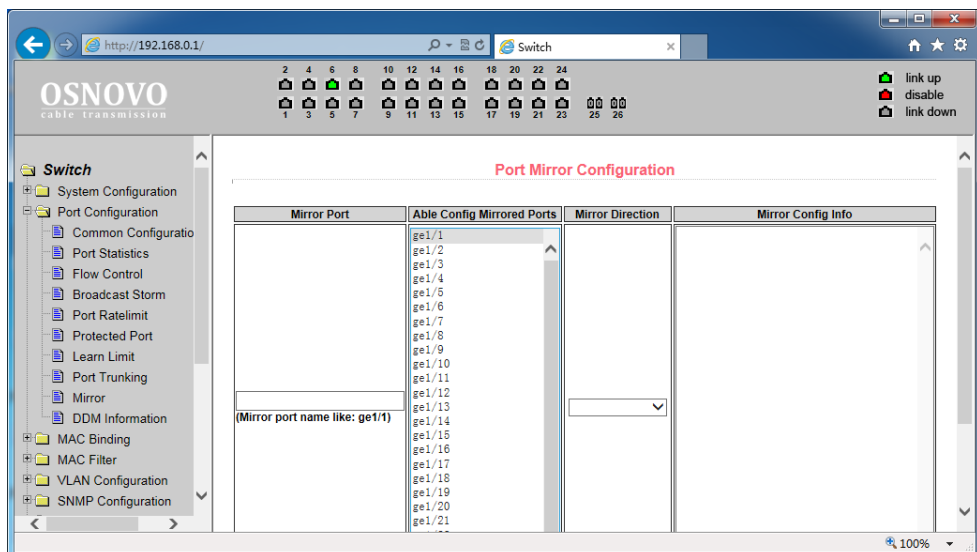 http://192.168.0.1/
Switch
OSNOVO
cable transmission
2 4 6 8 10 12 14 16 18 20 22 24
1 3 5 7 9 11 13 15 17 19 21 23 25 26
link up
disable
link down
Switch
System Configuration
Port Configuration
Common Configuratio
Port Statistics
Flow Control
Broadcast Storm
Port Ratelimit
Protected Port
Learn Limit
Port Trunking
Mirror
DDM Information
MAC Binding
MAC Filter
VLAN Configuration
SNMP Configuration
Port Mirror Configuration
Mirror Port
Able Config Mirrored Ports
Mirror Direction
Mirror Config Info
(Mirror port name like: ge1/1)
ge1/1
ge1/2
ge1/3
ge1/4
ge1/5
ge1/6
ge1/7
ge1/8
ge1/9
ge1/10
ge1/11
ge1/12
ge1/13
ge1/14
ge1/15
ge1/16
ge1/17
ge1/18
ge1/19
ge1/20
ge1/21
100%